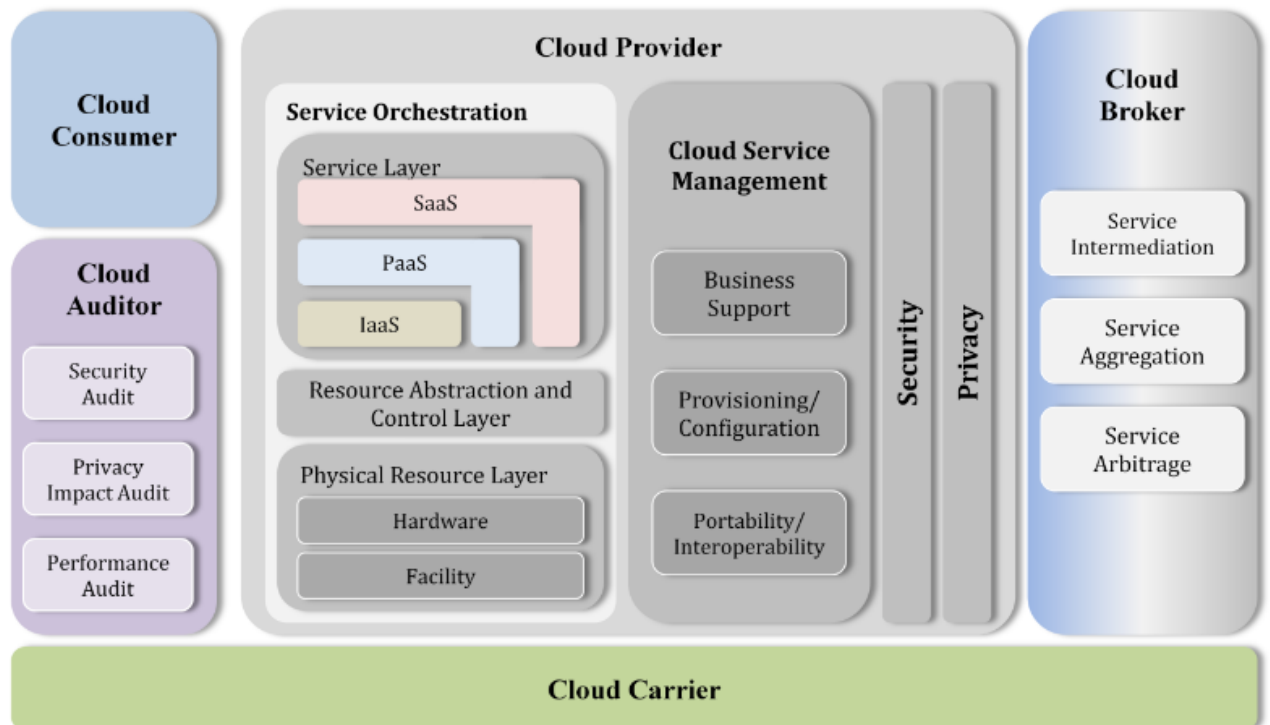 Cloud
Consumer
Cloud
Auditor
Security
Audit
Privacy
Impact Audit
Performance
Audit
Cloud Provider
Service Orchestration
Service Layer
SaaS
PaaS
IaaS
Resource Abstraction and
Control Layer
Physical Resource Layer
Hardware
Facility
Cloud Service
Management
Business
Support
Provisioning/
Configuration
Portability/
Interoperability
Security
Privacy
Cloud
Broker
Service
Intermediation
Service
Aggregation
Service
Arbitrage
Cloud Carrier